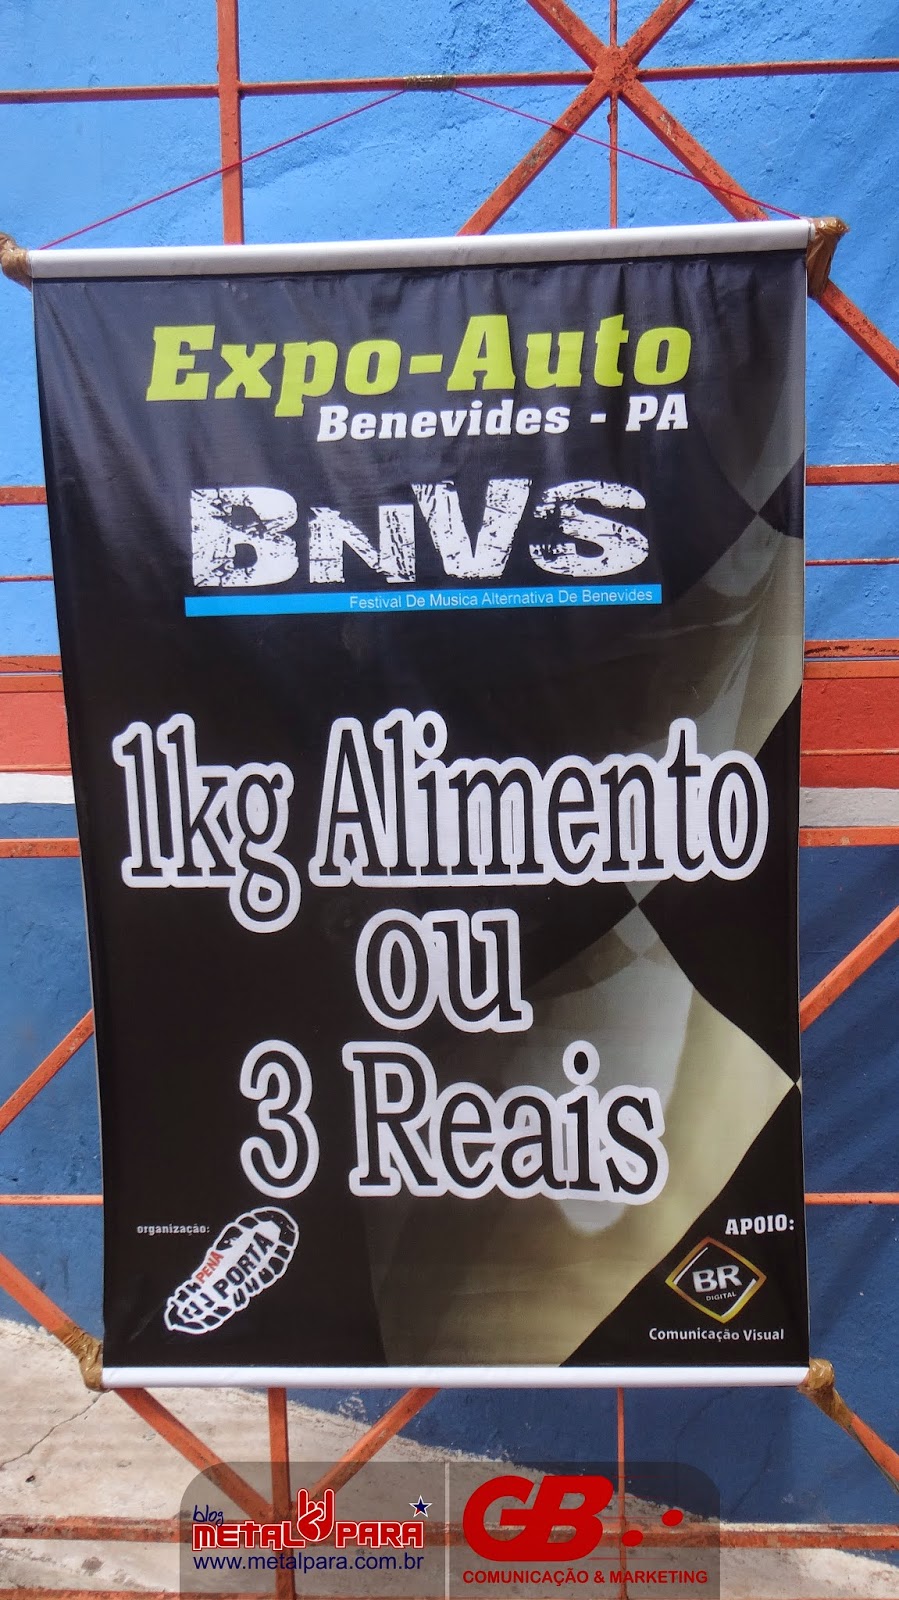 Expo-Auto
Benevides - PA
BNVS
Festival De Musica Alternativa De Benevides
1kg Alimento
ou
3 Reais
organização:
PENÁ
PORTA
APOIO:
BR
DIGITAL
Comunicação Visual
blog
METAL PARA
www.metalpara.com.br
GB
COMUNICAÇÃO & MARKETING